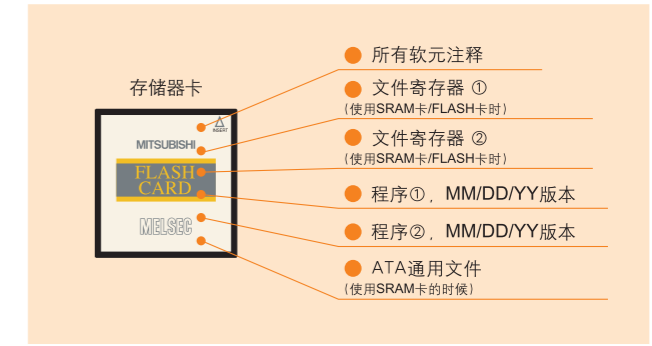 存储器卡
INSERT
MITSUBISHI
FLASH
CARD
MELSEC
所有软元注释
文件寄存器 ①
(使用SRAM卡/FLASH卡时)
文件寄存器 ②
(使用SRAM卡/FLASH卡时)
程序①, MM/DD/YY版本
程序②, MM/DD/YY版本
ATA通用文件
(使用SRAM卡的时候)